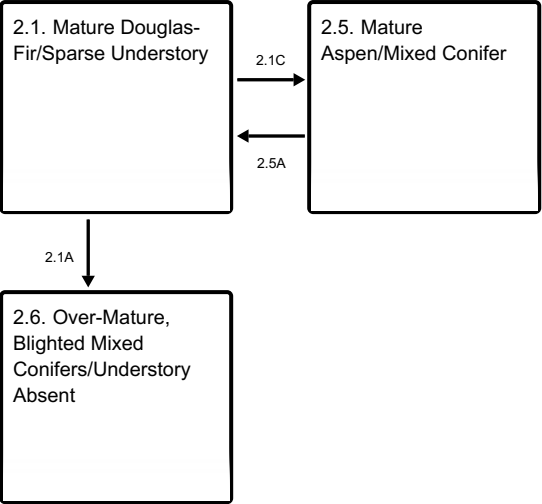 2.1. Mature Douglas-
Fir/Sparse Understory
2.1C
2.5. Mature
Aspen/Mixed Conifer
2.5A
2.1A
2.6. Over-Mature,
Blighted Mixed
Conifers/Understory
Absent